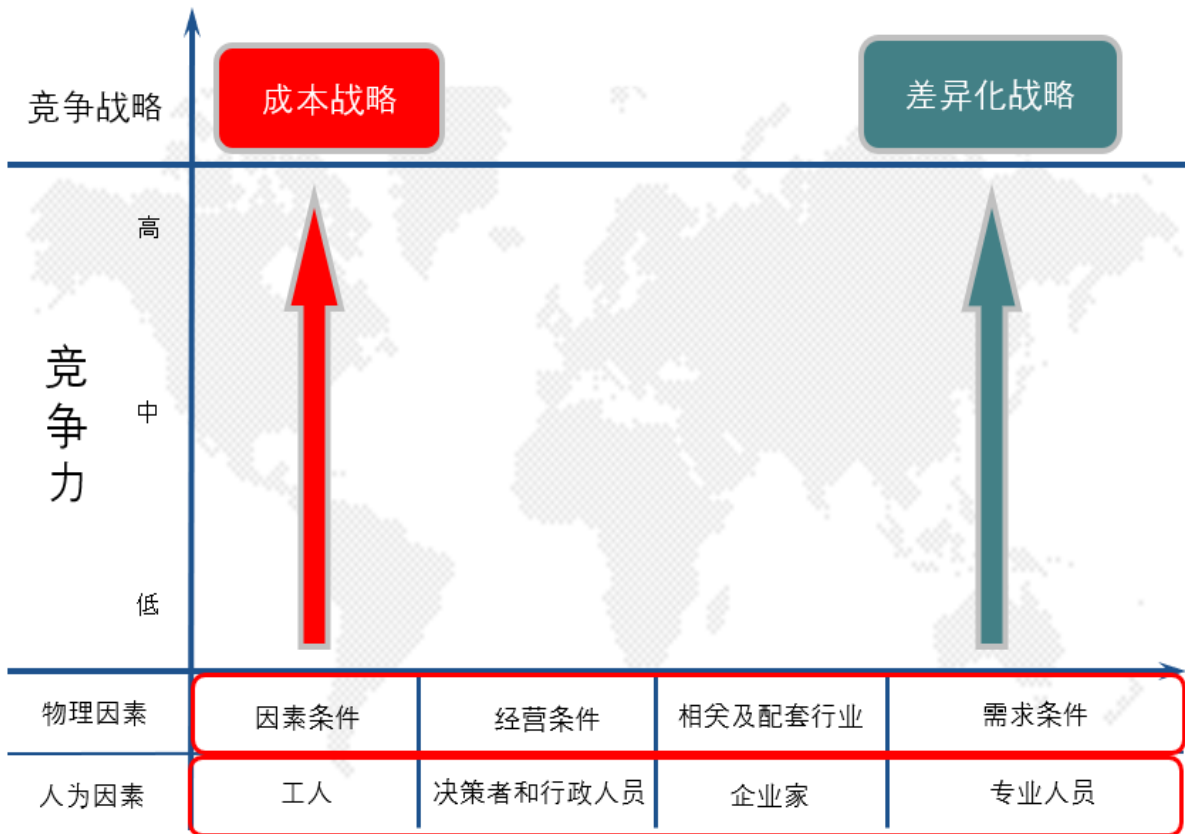 竞争战略
成本战略
差异化战略
高
竞争力
中
低
物理因素
因素条件
经营条件
相关及配套行业
需求条件
人为因素
工人
决策者和行政人员
企业家
专业人员